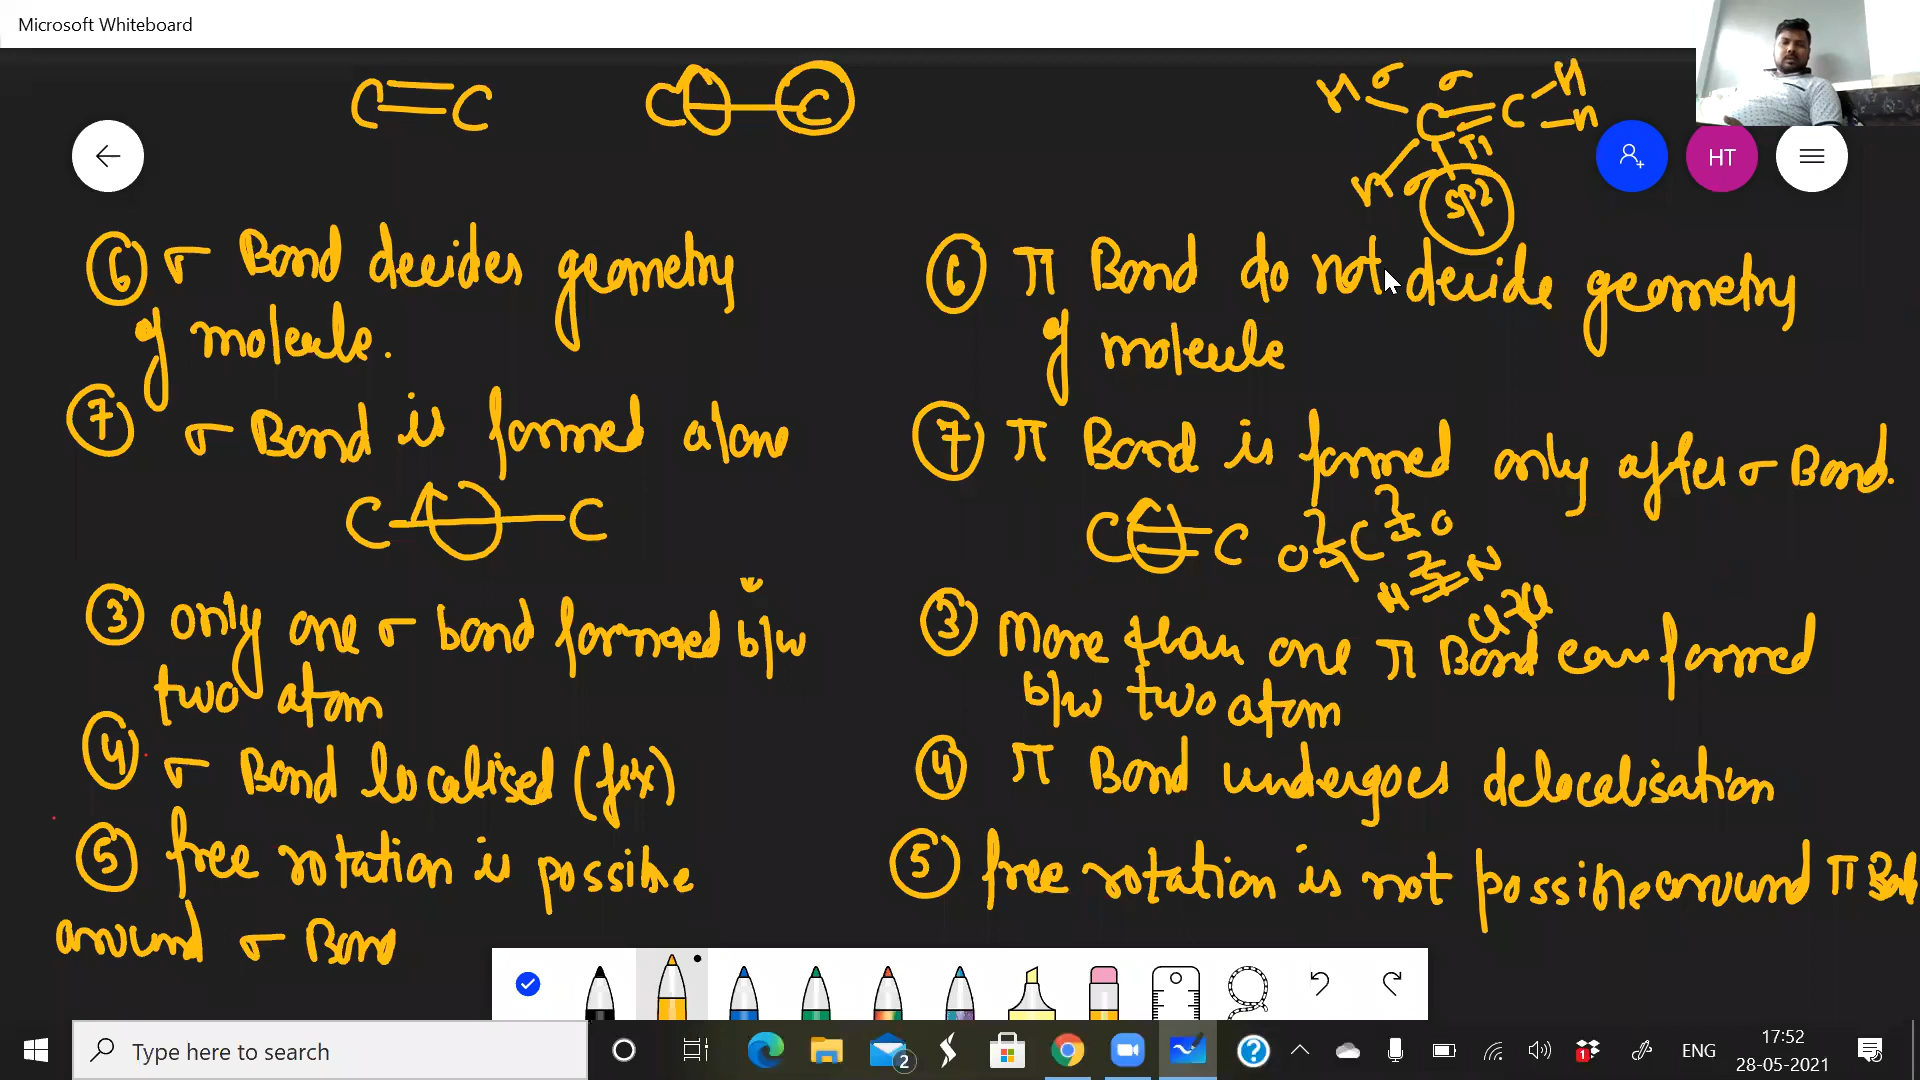 Microsoft Whiteboard
C=C C-C
H σ σ H
C=C
H
H σ π
sp2
HT
6 σ Bond decides geometry
of molecule.
6 π Bond do not decide geometry
of molecule
7 σ Bond is formed alone
C-C
7 π Bond is formed only after σ Bond.
C=C O=C=O
N
3 only one σ bond formed b/w
two atom
3 More than one π Bond can formed
b/w two atom
4 σ Bond localised (fix)
4 π Bond undergoes delocalisation
5 free rotation is possible
around σ Bond
5 free rotation is not possible around π Bond
Type here to search
2
1
ENG
17:52
28-05-2021